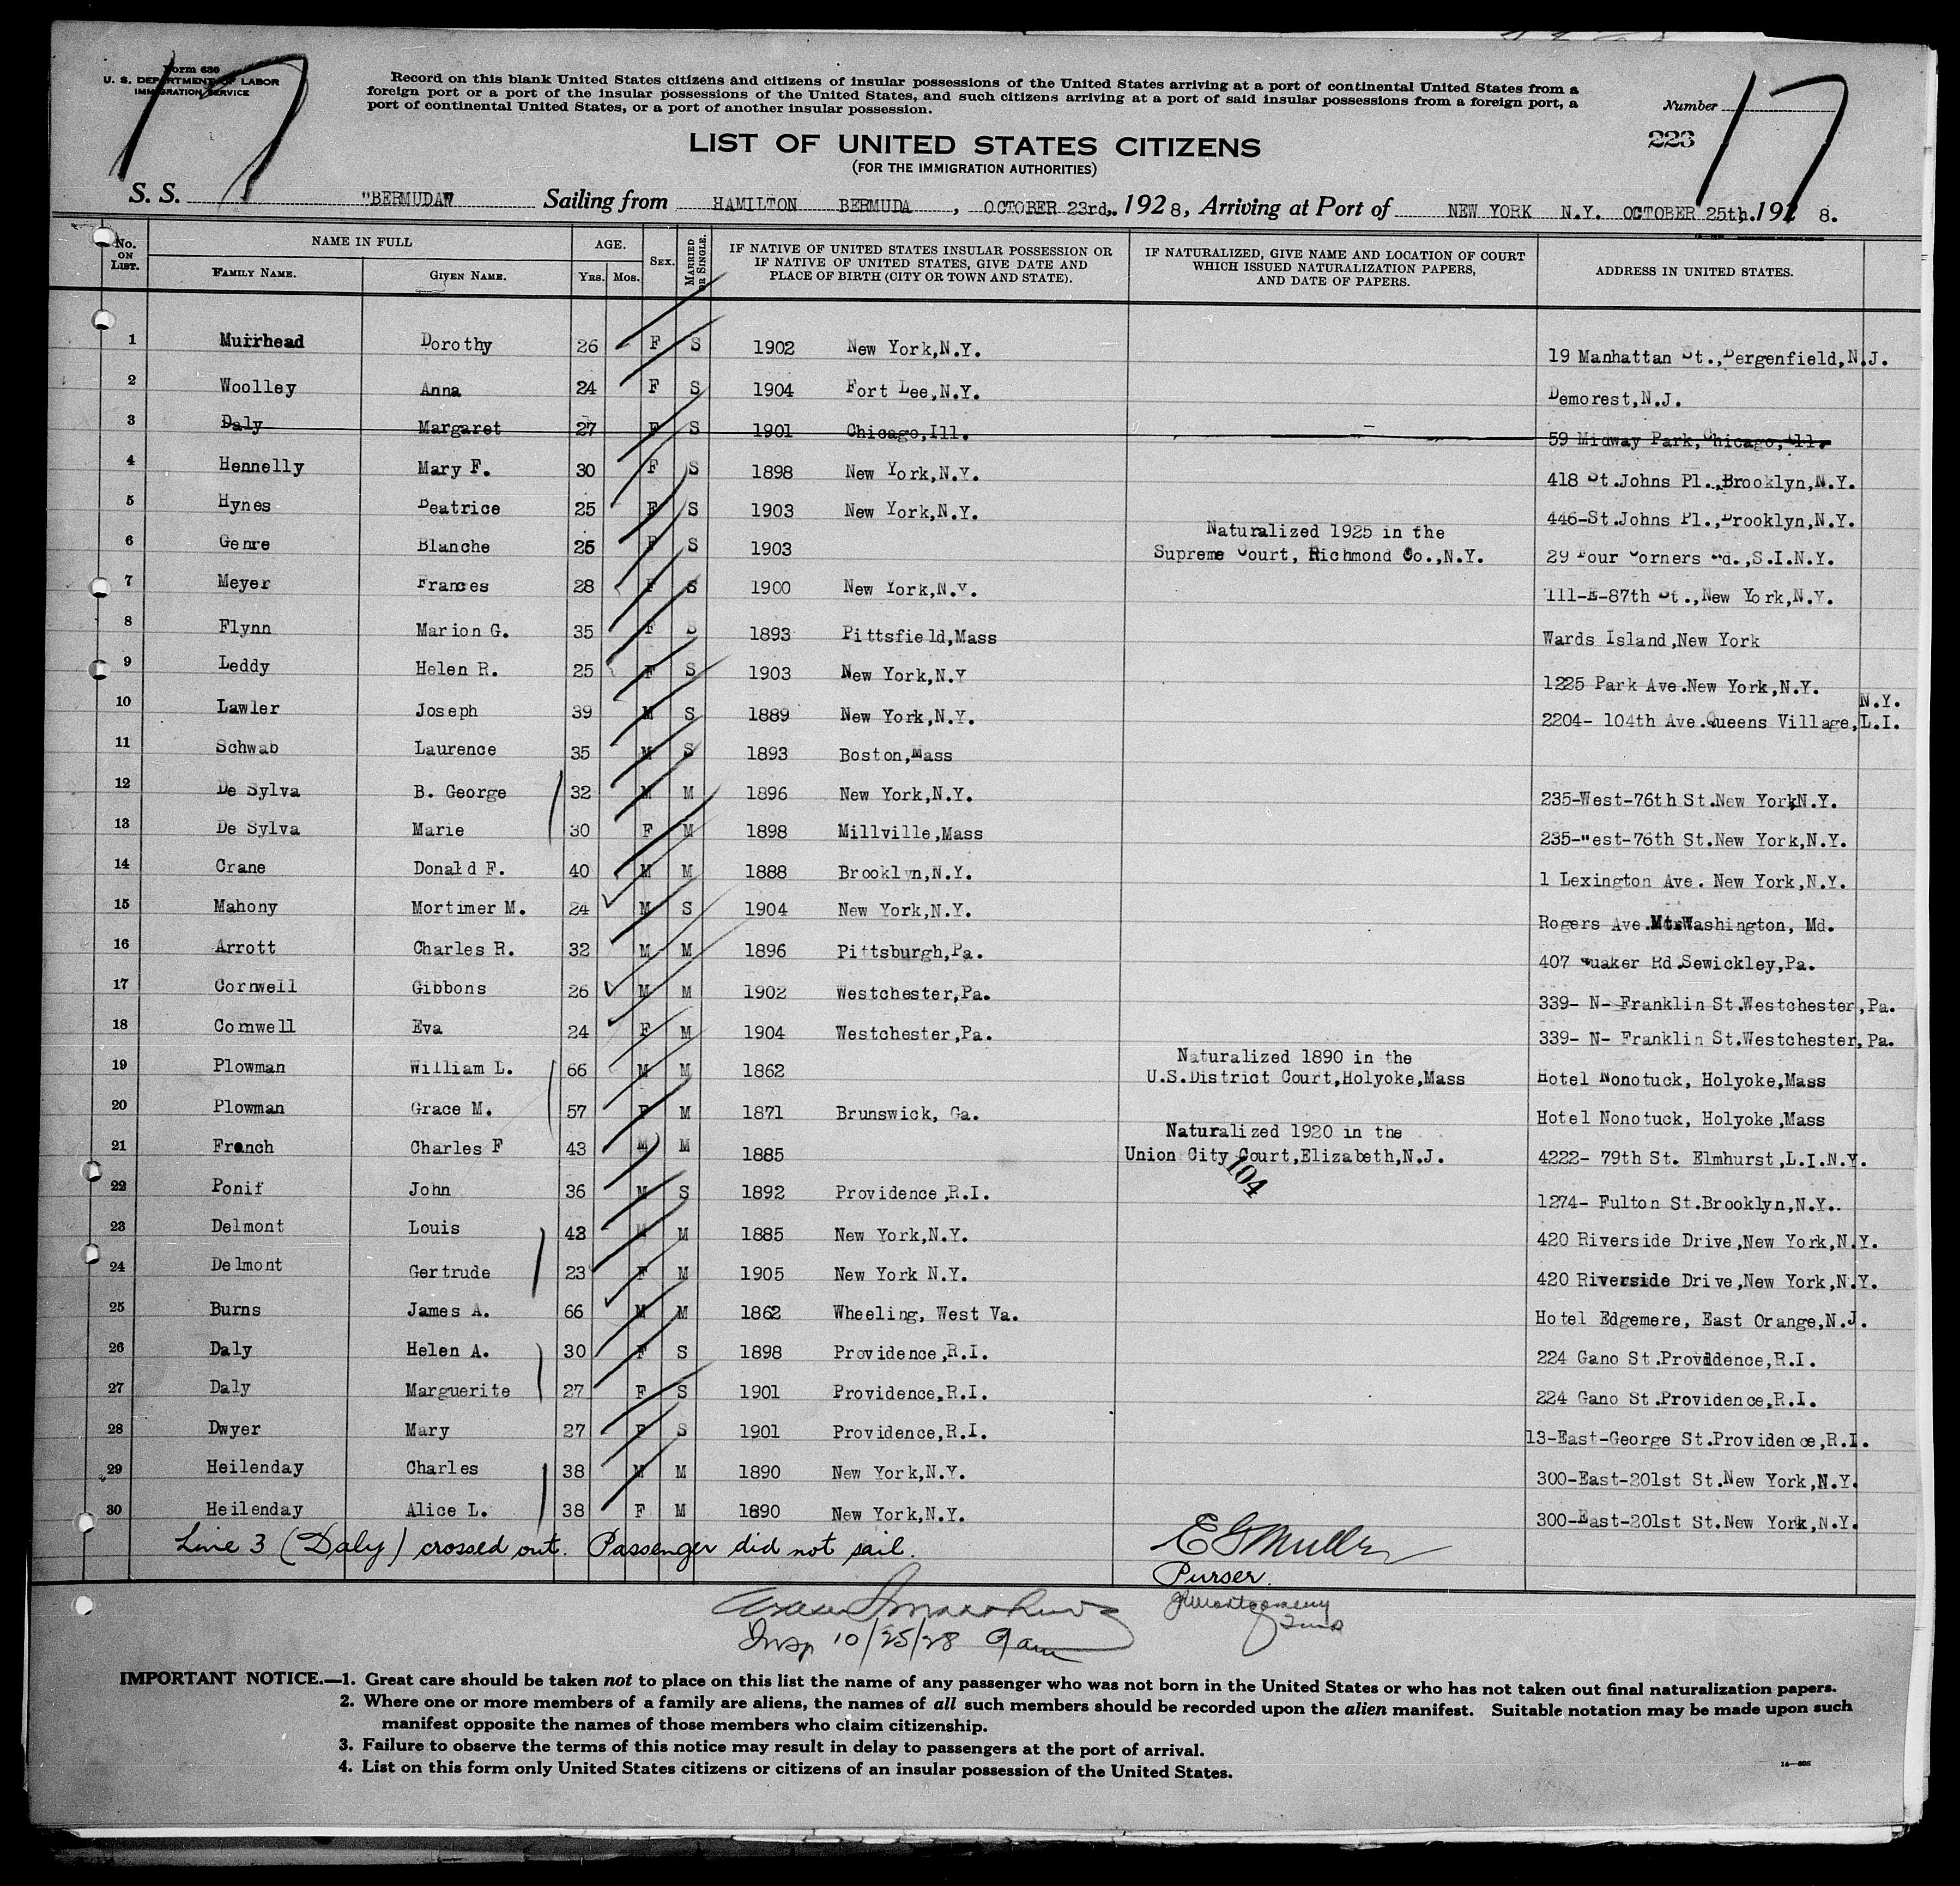 17
17
Form 630
U. S. DEPARTMENT OF LABOR
IMMIGRATION SERVICE
Record on this blank United States citizens and citizens of insular possessions of the United States arriving at a port of continental United States from a
foreign port or a port of the insular possessions of the United States, and such citizens arriving at a port of said insular possessions from a foreign port, a
port of continental United States, or a port of another insular possession.
Number
223
LIST OF UNITED STATES CITIZENS
(FOR THE IMMIGRATION AUTHORITIES)
S. S. "BERMUDA" Sailing from HAMILTON BERMUDA, OCTOBER 23rd., 1928, Arriving at Port of NEW YORK N.Y. OCTOBER 25th, 1928.
No. ON LIST. NAME IN FULL FAMILY NAME. GIVEN NAME. AGE. YRS. MOS. SEX. MARRIED OR SINGLE. IF NATIVE OF UNITED STATES INSULAR POSSESSION OR IF NATIVE OF UNITED STATES, GIVE DATE AND PLACE OF BIRTH (CITY OR TOWN AND STATE). IF NATURALIZED, GIVE NAME AND LOCATION OF COURT WHICH ISSUED NATURALIZATION PAPERS, AND DATE OF PAPERS. ADDRESS IN UNITED STATES.
1 Muirhead Dorothy 26 F S 1902 New York,N.Y. 19 Manhattan St.,Bergenfield,N.J.
2 Woolley Anna 24 F S 1904 Fort Lee,N.Y. Demorest,N.J.
3 Daly Margaret 27 F S 1901 Chicago,Ill. 59 Midway Park,Chicago,Ill.
4 Hennelly Mary F. 30 F S 1898 New York,N.Y. 418 St.Johns Pl.,Brooklyn,N.Y.
5 Hynes Beatrice 25 F S 1903 New York,N.Y. 446-St.Johns Pl.,Brooklyn,N.Y.
6 Genre Blanche 25 F S 1903 Naturalized 1925 in the Supreme Court, Richmond Co.,N.Y. 29 Four Corners Rd.,S.I.N.Y.
7 Meyer Frances 28 F S 1900 New York,N.Y. 111-E-87th St.,New York,N.Y.
8 Flynn Marion G. 35 F S 1893 Pittsfield,Mass Wards Island,New York
9 Leddy Helen R. 25 F S 1903 New York,N.Y 1225 Park Ave.New York,N.Y.
10 Lawler Joseph 39 M S 1889 New York,N.Y. 2204- 104th Ave.Queens Village,L.I. N.Y.
11 Schwab Laurence 35 M S 1893 Boston,Mass
12 De Sylva B. George 32 M M 1896 New York,N.Y. 235-West-76th St.New York,N.Y.
13 De Sylva Marie 30 F M 1898 Millville,Mass 235-"est-76th St.New York,N.Y.
14 Crane Donald F. 40 M M 1888 Brooklyn,N.Y. 1 Lexington Ave. New York,N.Y.
15 Mahony Mortimer M. 24 M S 1904 New York,N.Y. Rogers Ave.Mt.Washington, Md.
16 Arrott Charles R. 32 M M 1896 Pittsburgh,Pa. 407 Quaker Rd.Sewickley,Pa.
17 Cornwell Gibbons 26 M M 1902 Westchester,Pa. 339- N- Franklin St.Westchester,Pa.
18 Cornwell Eva 24 F M 1904 Westchester,Pa. 339- N- Franklin St.Westchester,Pa.
19 Plowman William L. 66 M M 1862 Naturalized 1890 in the U.S.District Court,Holyoke,Mass Hotel Nonotuck, Holyoke,Mass
20 Plowman Grace M. 57 F M 1871 Brunswick, Ga. Hotel Nonotuck, Holyoke,Mass
21 French Charles F 43 M M 1885 Naturalized 1920 in the Union City Court,Elizabeth,N.J. 4222- 79th St. Elmhurst,L.I.N.Y.
104
22 Ponif John 36 M S 1892 Providence,R.I. 1274- Fulton St.Brooklyn,N.Y..
23 Delmont Louis 43 M M 1885 New York,N.Y. 420 Riverside Drive,New York,N.Y.
24 Delmont Gertrude 23 F M 1905 New York N.Y. 420 Riverside Drive,New York,N.Y.
25 Burns James A. 66 M M 1862 Wheeling, West Va. Hotel Edgemere, East Orange,N.J.
26 Daly Helen A. 30 F S 1898 Providence,R.I. 224 Gano St.Providence,R.I.
27 Daly Marguerite 27 F S 1901 Providence,R.I. 224 Gano St.Providence,R.I.
28 Dwyer Mary 27 F S 1901 Providence,R.I. 13-East-George St.Providence,R.I.
29 Heilenday Charles 38 M M 1890 New York,N.Y. 300-East-201st St.New York,N.Y.
30 Heilenday Alice L. 38 F M 1890 New York,N.Y. 300-East-201st St.New York,N.Y.
Line 3 (Daly) crossed out. Passenger did not sail. E G Muller
Purser.
JMontgomery
Insp 10/25/28 9am
IMPORTANT NOTICE.—1. Great care should be taken not to place on this list the name of any passenger who was not born in the United States or who has not taken out final naturalization papers.
2. Where one or more members of a family are aliens, the names of all such members should be recorded upon the alien manifest. Suitable notation may be made upon such
manifest opposite the names of those members who claim citizenship.
3. Failure to observe the terms of this notice may result in delay to passengers at the port of arrival.
4. List on this form only United States citizens or citizens of an insular possession of the United States.